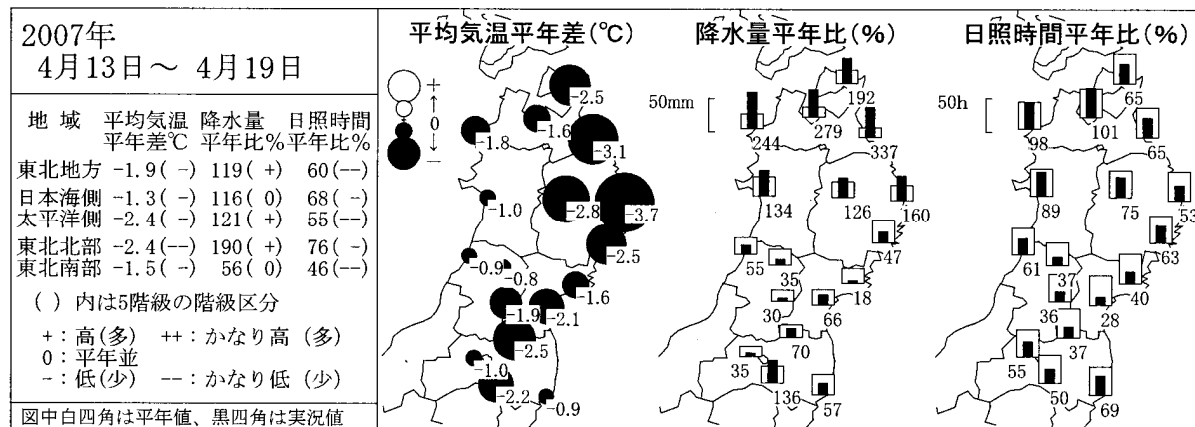 2007年
4月13日～ 4月19日
地 域 平均気温 降水量 日照時間
平年差℃ 平年比% 平年比%
東北地方 -1.9( -) 119( +) 60(--)
日本海側 -1.3( -) 116( 0) 68( -)
太平洋側 -2.4( -) 121( +) 55(--)
東北北部 -2.4(--) 190( +) 76( -)
東北南部 -1.5( -) 56( 0) 46(--)
( ) 内は5階級の階級区分
+：高(多) ++：かなり高 (多)
0：平年並
-：低(少) --：かなり低 (少)
図中白四角は平年値、黒四角は実況値
平均気温平年差(℃)
+
↑
0
↓
-
-2.5
-1.6
-1.8
-3.1
-1.0
-2.8
-3.7
-2.5
-0.9
-0.8
-1.6
-1.9
-2.1
-2.5
-1.0
-2.2
-0.9
降水量平年比(%)
50mm
192
279
244
337
134
126
160
47
55
35
18
30
66
70
35
136
57
日照時間平年比(%)
50h
65
101
98
65
89
75
53
63
61
37
40
36
28
37
55
50
69